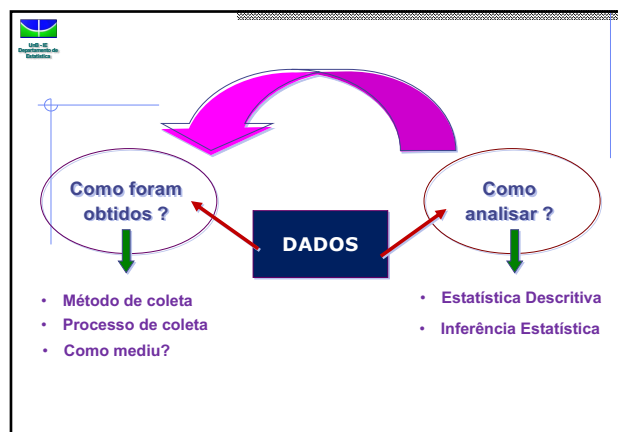 UnB - IE
Departamento de
Estatística
Como foram
obtidos ?
Como
analisar ?
DADOS
• Método de coleta
• Processo de coleta
• Como mediu?
• Estatística Descritiva
• Inferência Estatística